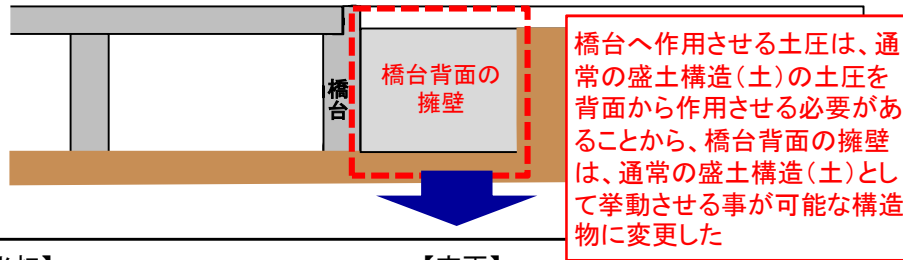 橋台へ作用させる土圧は、通
常の盛土構造(土)の土圧を
背面から作用させる必要があ
ることから、橋台背面の擁壁
は、通常の盛土構造(土)とし
て挙動させる事が可能な構造
物に変更した
橋台背面の
擁壁
橋台